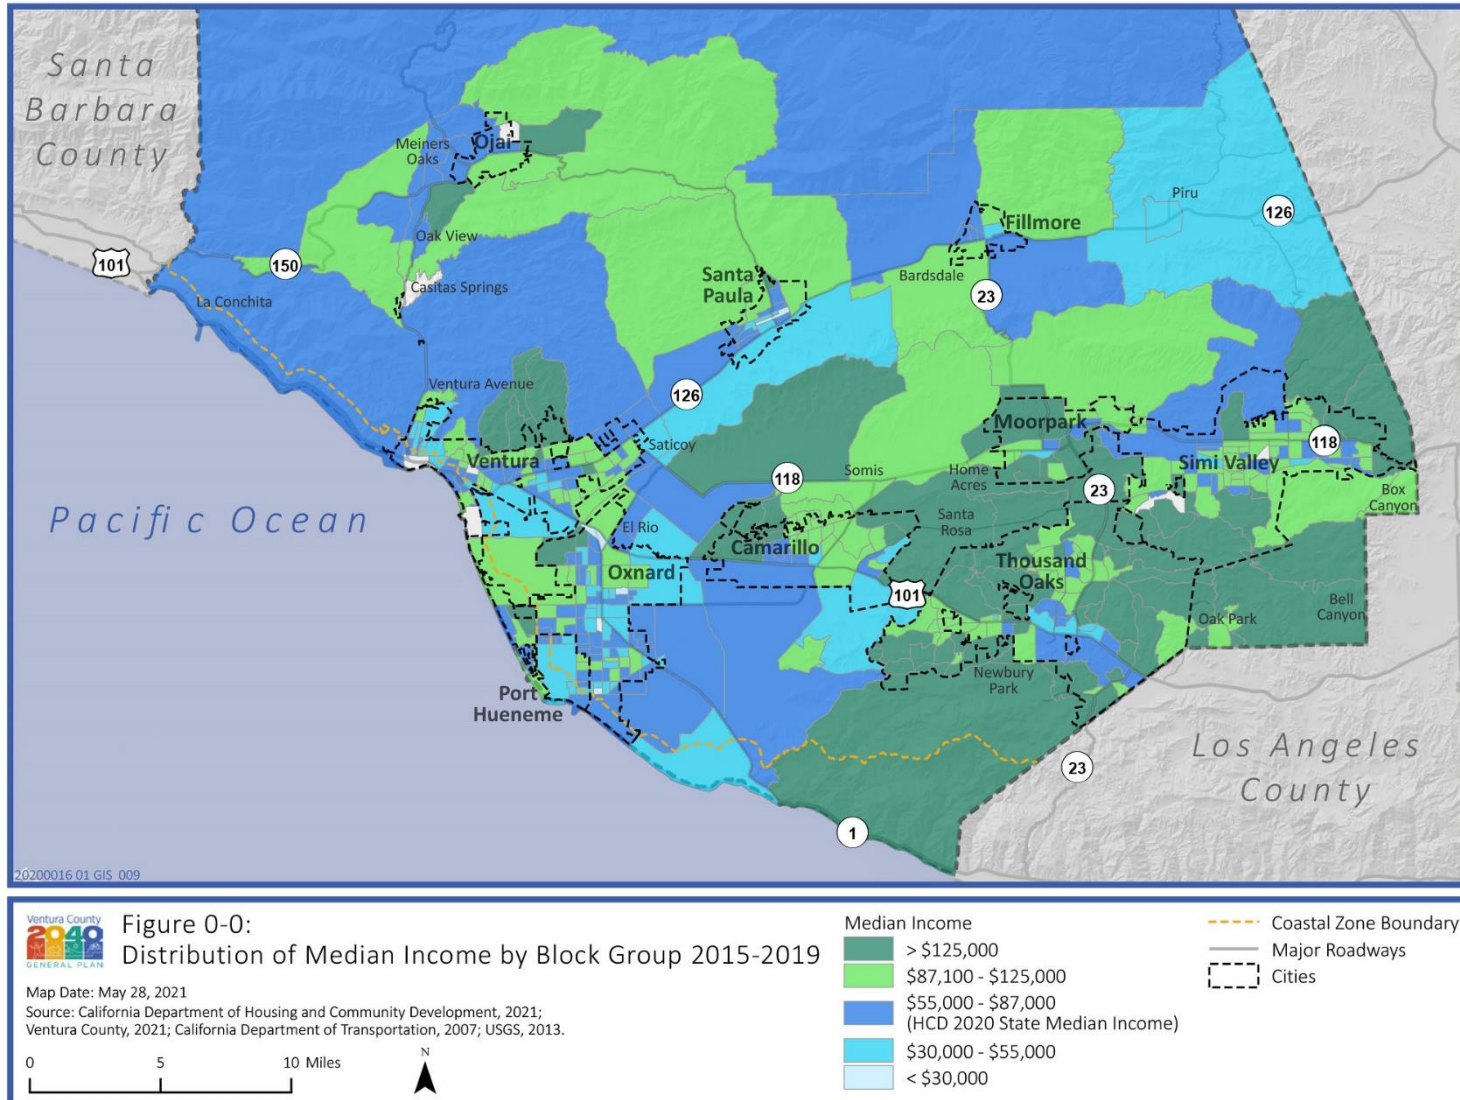 Santa
Barbara
County
Meiners
Oaks
Ojai
Oak View
101
150
Casitas Springs
La Conchita
Piru
126
Fillmore
Bardsdale
23
Santa
Paula
126
Ventura Avenue
Ventura
Saticoy
Moorpark
118
Simi Valley
118
Somis
Home
Acres
23
Box
Canyon
Pacific Ocean
El Rio
Camarillo
Santa
Rosa
Oxnard
Thousand
Oaks
101
Oak Park
Bell
Canyon
Newbury
Park
Port
Hueneme
Los Angeles
County
23
1
20200016 01 GIS 009
Ventura County
2040
GENERAL PLAN
Figure 0-0:
Distribution of Median Income by Block Group 2015-2019
Map Date: May 28, 2021
Source: California Department of Housing and Community Development, 2021;
Ventura County, 2021; California Department of Transportation, 2007; USGS, 2013.
0 5 10 Miles
N
Median Income
> $125,000
$87,100 - $125,000
$55,000 - $87,000
(HCD 2020 State Median Income)
$30,000 - $55,000
< $30,000
Coastal Zone Boundary
Major Roadways
Cities